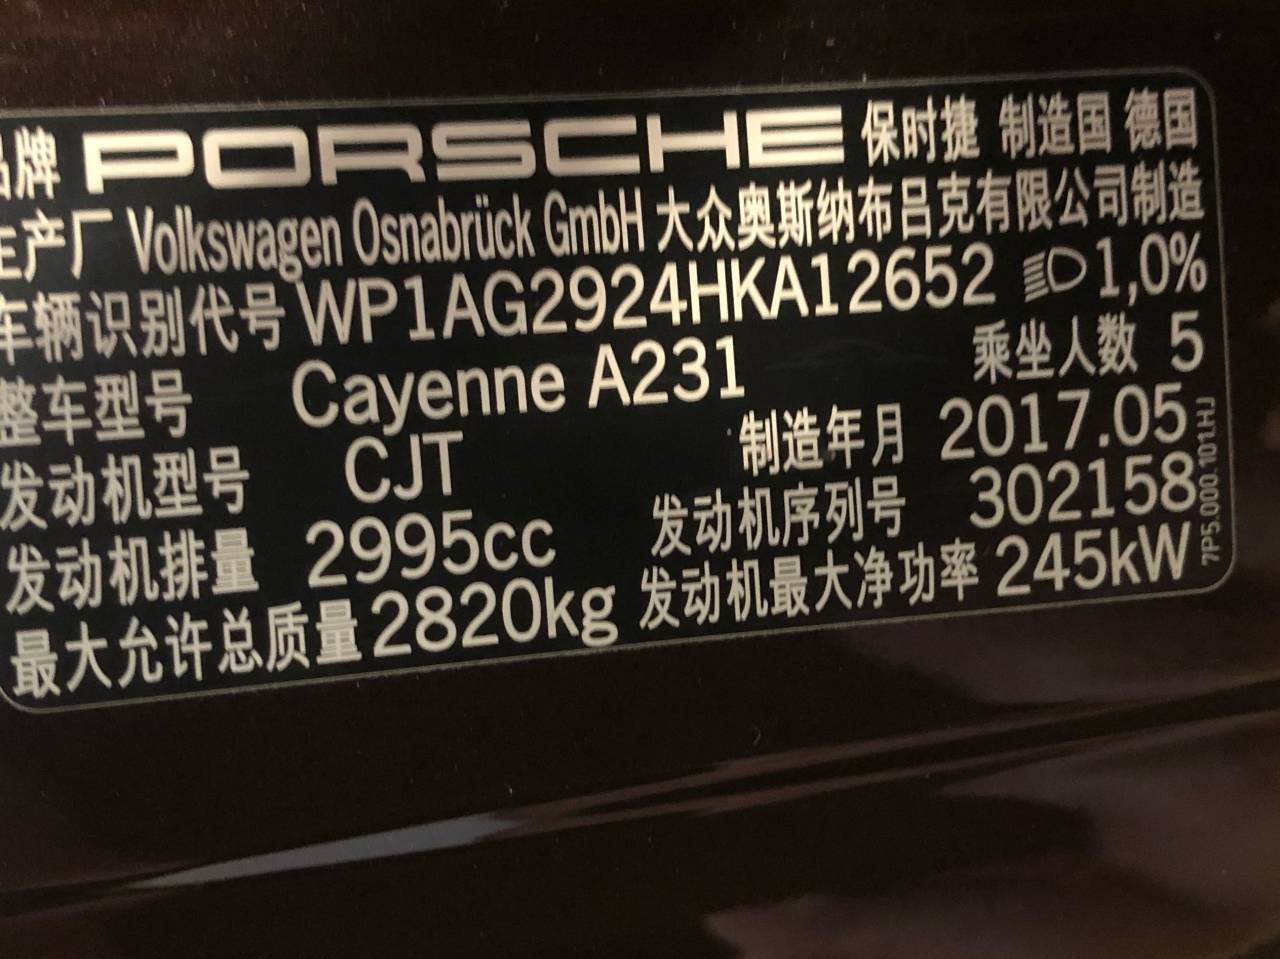 品牌 PORSCHE 保时捷 制造国 德国
生产厂 Volkswagen Osnabrück GmbH 大众奥斯纳布吕克有限公司制造
车辆识别代号 WP1AG2924HKA12652 1,0%
整车型号 Cayenne A231 乘坐人数 5
发动机型号 CJT 制造年月 2017.05
发动机排量 2995cc 发动机序列号 302158
最大允许总质量 2820kg 发动机最大净功率 245kW
7P5.000.101.HJ